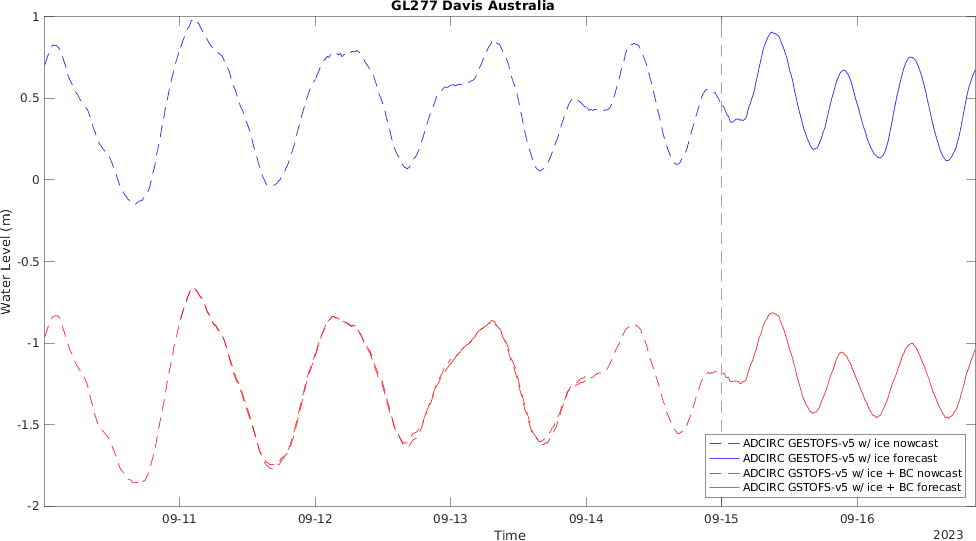 GL277 Davis Australia
Water Level (m)
1
0.5
0
-0.5
-1
-1.5
-2
ADCIRC GESTOFS-v5 w/ ice nowcast
ADCIRC GESTOFS-v5 w/ ice forecast
ADCIRC GSTOFS-v5 w/ ice + BC nowcast
ADCIRC GSTOFS-v5 w/ ice + BC forecast
09-11 09-12 09-13 09-14 09-15 09-16
Time
2023